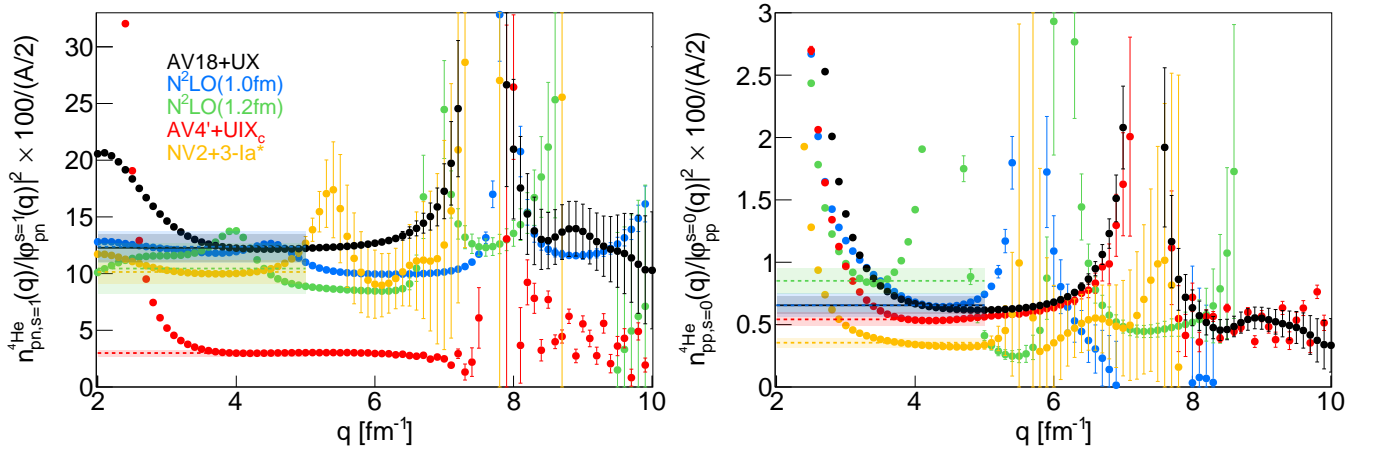 n^{4He}_{pn,s=1}(q)/|φ^{s=1}_{pn}(q)|² × 100/(A/2)
30
25
20
15
10
5
0
AV18+UX
N²LO(1.0fm)
N²LO(1.2fm)
AV4'+UIX_c
NV2+3-Ia*
2 4 6 8 10
q [fm⁻¹]
n^{4He}_{pp,s=0}(q)/|φ^{s=0}_{pp}(q)|² × 100/(A/2)
3
2.5
2
1.5
1
0.5
0
2 4 6 8 10
q [fm⁻¹]